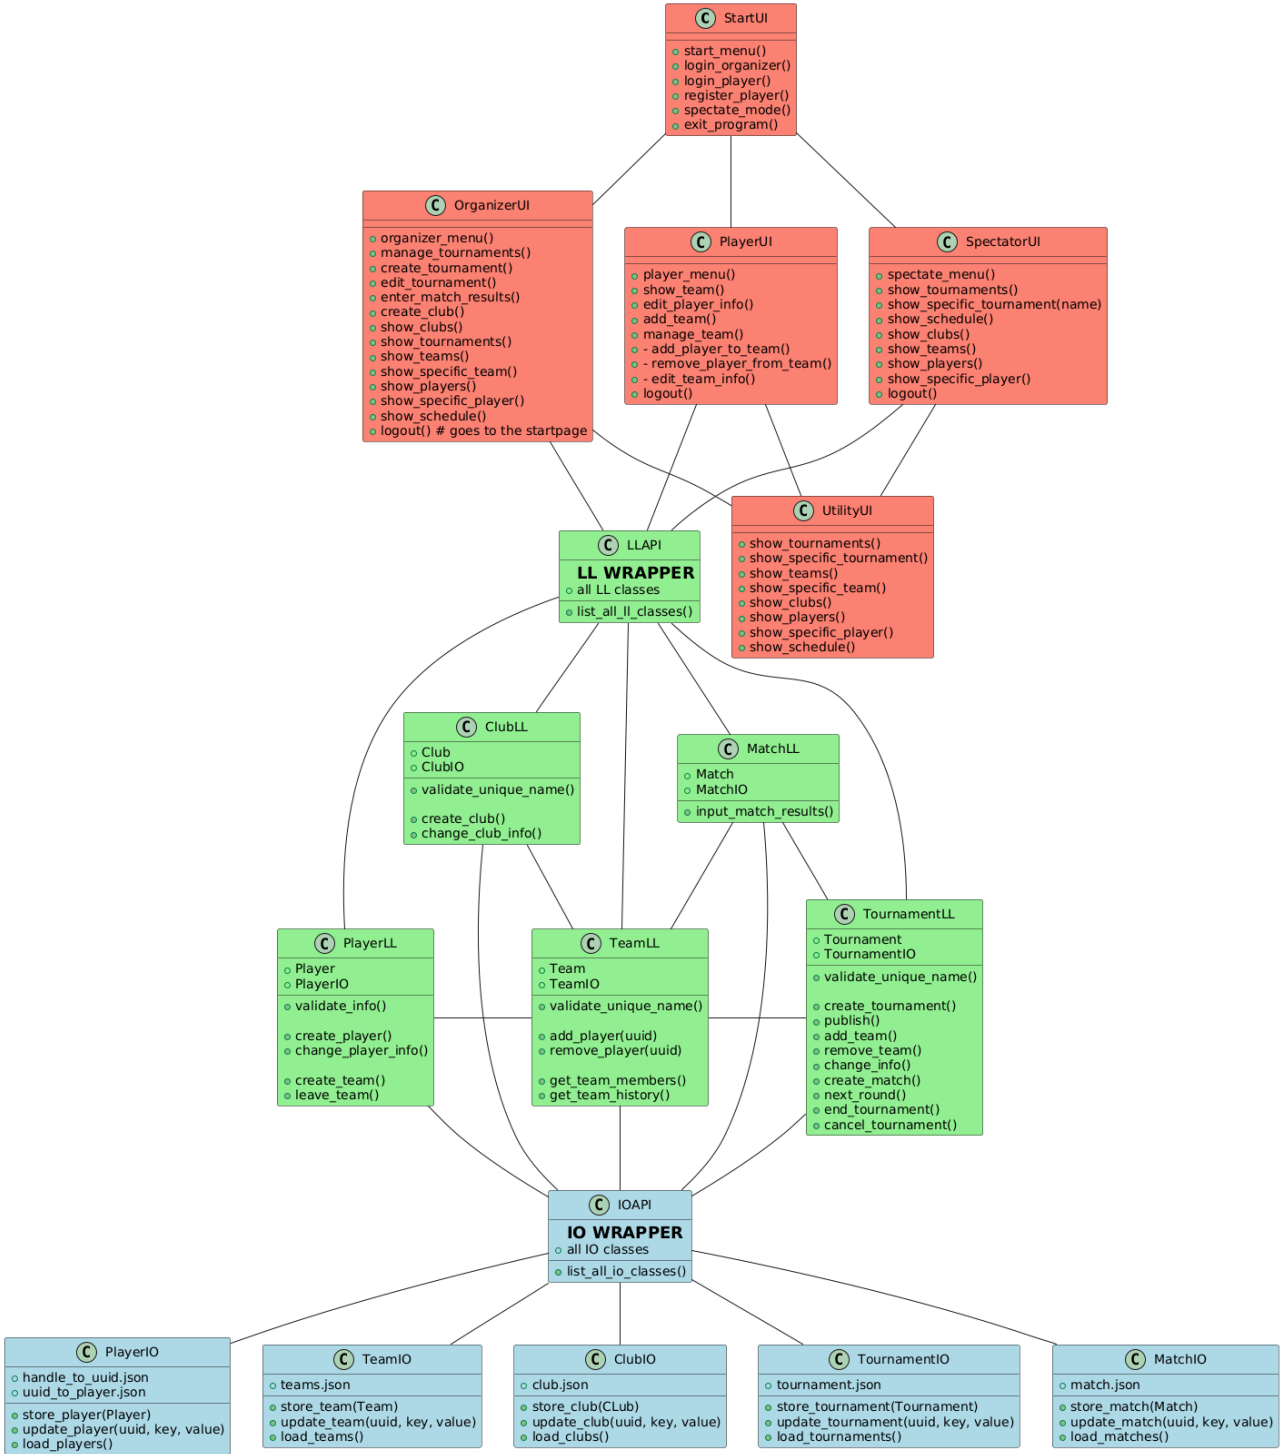 C StartUI
start_menu()
login_organizer()
login_player()
register_player()
spectate_mode()
exit_program()
C OrganizerUI
organizer_menu()
manage_tournaments()
create_tournament()
edit_tournament()
enter_match_results()
create_club()
show_clubs()
show_tournaments()
show_teams()
show_specific_team()
show_players()
show_specific_player()
show_schedule()
logout() # goes to the startpage
C PlayerUI
player_menu()
show_team()
edit_player_info()
add_team()
manage_team()
- add_player_to_team()
- remove_player_from_team()
- edit_team_info()
logout()
C SpectatorUI
spectate_menu()
show_tournaments()
show_specific_tournament(name)
show_schedule()
show_clubs()
show_teams()
show_players()
show_specific_player()
logout()
C UtilityUI
show_tournaments()
show_specific_tournament()
show_teams()
show_specific_team()
show_clubs()
show_players()
show_specific_player()
show_schedule()
C LLAPI
LL WRAPPER
all LL classes
list_all_ll_classes()
C ClubLL
Club
ClubIO
validate_unique_name()
create_club()
change_club_info()
C MatchLL
Match
MatchIO
input_match_results()
C PlayerLL
Player
PlayerIO
validate_info()
create_player()
change_player_info()
create_team()
leave_team()
C TeamLL
Team
TeamIO
validate_unique_name()
add_player(uuid)
remove_player(uuid)
get_team_members()
get_team_history()
C TournamentLL
Tournament
TournamentIO
validate_unique_name()
create_tournament()
publish()
add_team()
remove_team()
change_info()
create_match()
next_round()
end_tournament()
cancel_tournament()
C IOAPI
IO WRAPPER
all IO classes
list_all_io_classes()
C PlayerIO
handle_to_uuid.json
uuid_to_player.json
store_player(Player)
update_player(uuid, key, value)
load_players()
C TeamIO
teams.json
store_team(Team)
update_team(uuid, key, value)
load_teams()
C ClubIO
club.json
store_club(CLub)
update_club(uuid, key, value)
load_clubs()
C TournamentIO
tournament.json
store_tournament(Tournament)
update_tournament(uuid, key, value)
load_tournaments()
C MatchIO
match.json
store_match(Match)
update_match(uuid, key, value)
load_matches()